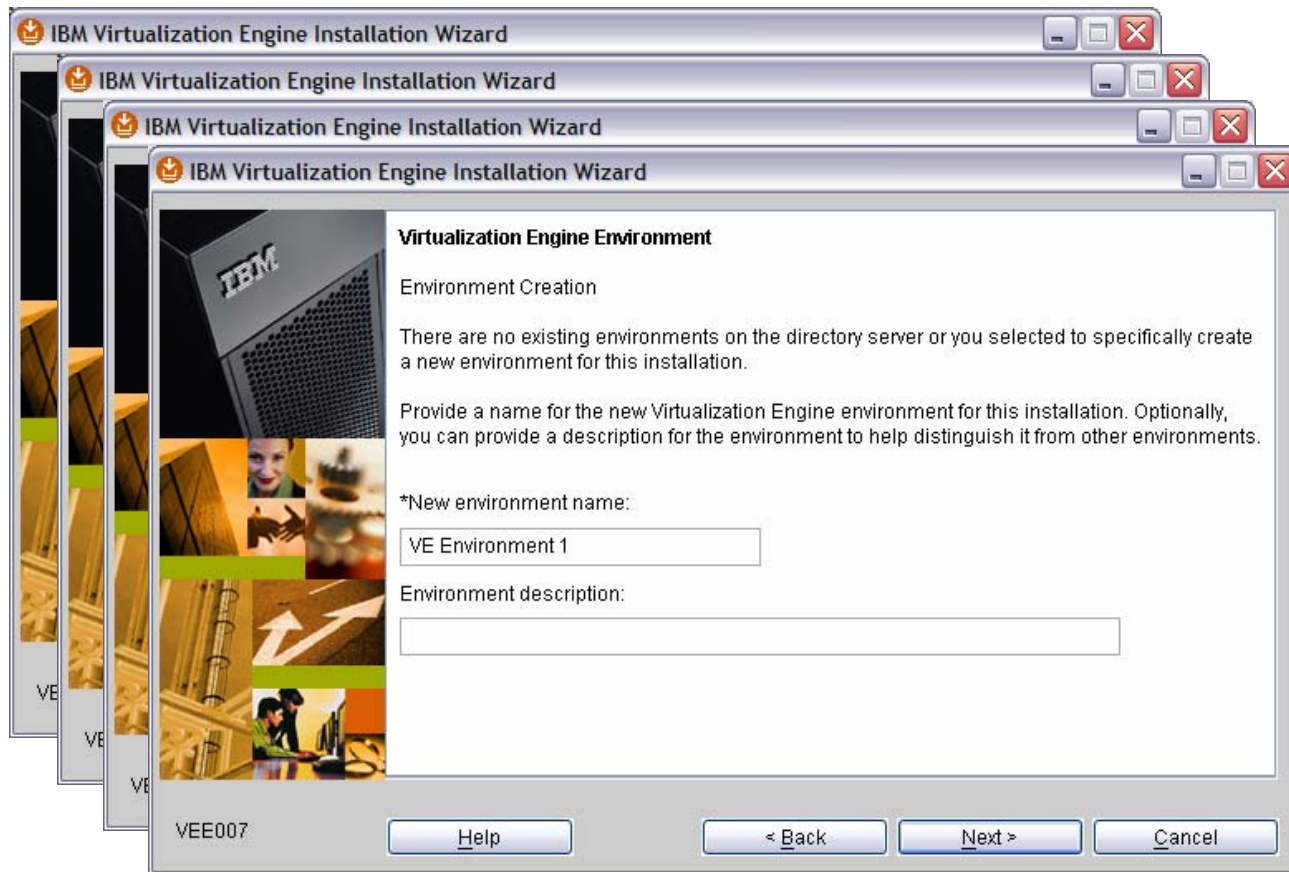 IBM Virtualization Engine Installation Wizard
IBM Virtualization Engine Installation Wizard
IBM Virtualization Engine Installation Wizard
IBM Virtualization Engine Installation Wizard
IBM
Virtualization Engine Environment
Environment Creation
There are no existing environments on the directory server or you selected to specifically create
a new environment for this installation.
Provide a name for the new Virtualization Engine environment for this installation. Optionally,
you can provide a description for the environment to help distinguish it from other environments.
*New environment name:
VE Environment 1
Environment description:
VE
VE
VE
VEE007
Help
< Back
Next >
Cancel